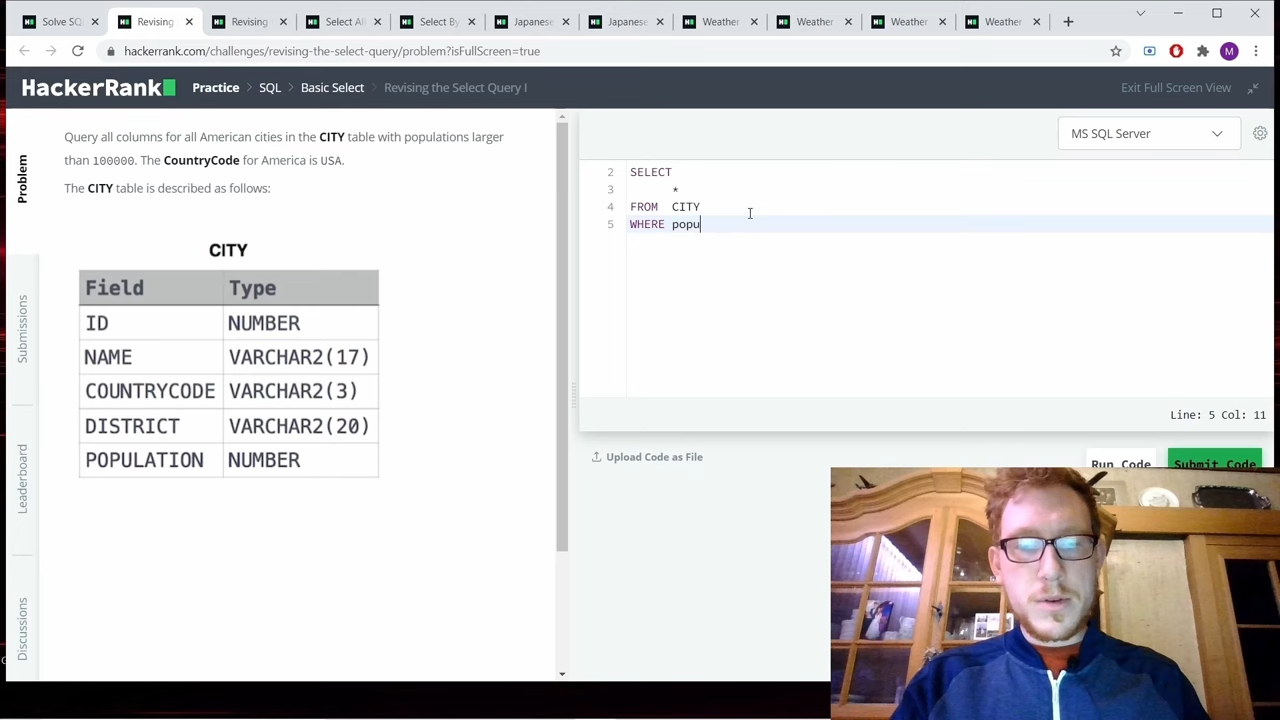 Solve SQ
Revising
Revising
Select Al
Select By
Japanese
Japanese
Weather
Weather
Weather
Weather
hackerrank.com/challenges/revising-the-select-query/problem?isFullScreen=true
M
HackerRank
Practice > SQL > Basic Select > Revising the Select Query I
Exit Full Screen View
Problem
Submissions
Leaderboard
Discussions
Query all columns for all American cities in the CITY table with populations larger
than 100000. The CountryCode for America is USA.
The CITY table is described as follows:
CITY
Field Type
ID NUMBER
NAME VARCHAR2(17)
COUNTRYCODE VARCHAR2(3)
DISTRICT VARCHAR2(20)
POPULATION NUMBER
MS SQL Server
2 SELECT
3 *
4 FROM CITY
5 WHERE popu
Line: 5 Col: 11
Upload Code as File
Run Code
Submit Code